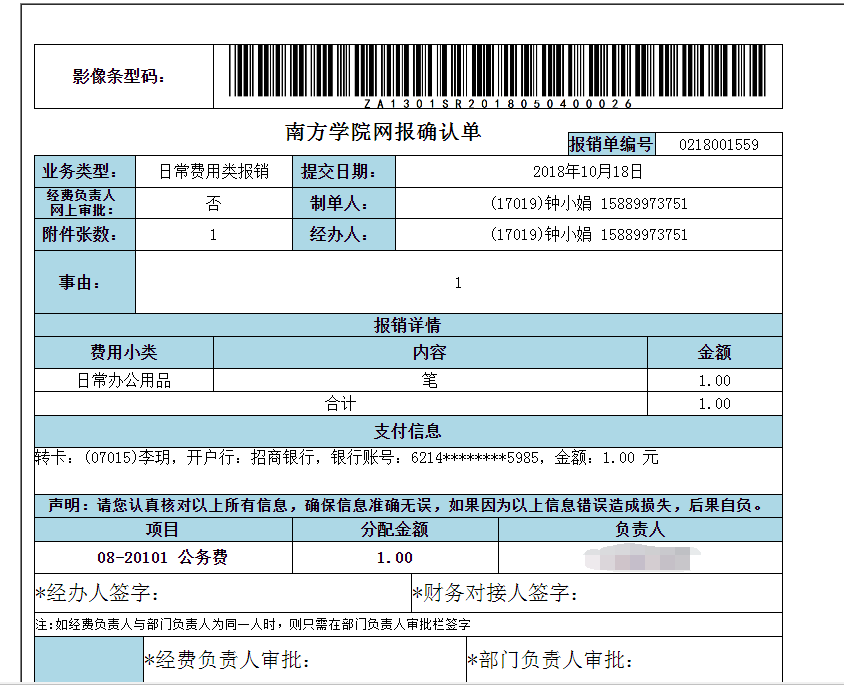 影像条型码：
ZA1301SR2018050400026
南方学院网报确认单
报销单编号 0218001559
业务类型： 日常费用类报销 提交日期： 2018年10月18日
经费负责人
网上审批： 否 制单人： (17019)钟小娟 15889973751
附件张数： 1 经办人： (17019)钟小娟 15889973751
事由： 1
报销详情
费用小类 内容 金额
日常办公用品 笔 1.00
合计 1.00
支付信息
转卡：(07015)李玥，开户行：招商银行，银行账号：6214********5985，金额：1.00 元
声明：请您认真核对以上所有信息，确保信息准确无误，如果因为以上信息错误造成损失，后果自负。
项目 分配金额 负责人
08-20101 公务费 1.00
*经办人签字： *财务对接人签字：
注:如经费负责人与部门负责人为同一人时，则只需在部门负责人审批栏签字
*经费负责人审批： *部门负责人审批：